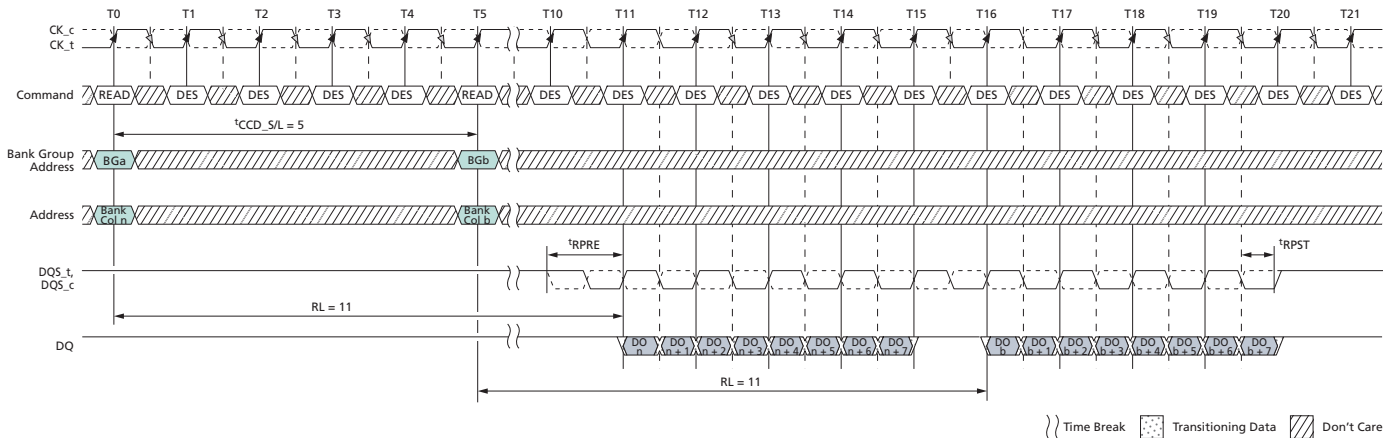 T0 T1 T2 T3 T4 T5 T10 T11 T12 T13 T14 T15 T16 T17 T18 T19 T20 T21
CK_c
CK_t
Command READ DES DES DES DES READ DES DES DES DES DES DES DES DES DES DES DES DES
tCCD_S/L = 5
Bank Group
Address
BGa BGb
Address
Bank
Col n
Bank
Col b
tRPRE tRPST
DQS_t,
DQS_c
RL = 11
DQ
DO
n
DO
n + 1
DO
n + 2
DO
n + 3
DO
n + 4
DO
n + 5
DO
n + 6
DO
n + 7
DO
b
DO
b + 1
DO
b + 2
DO
b + 3
DO
b + 4
DO
b + 5
DO
b + 6
DO
b + 7
RL = 11
Time Break Transitioning Data Don't Care